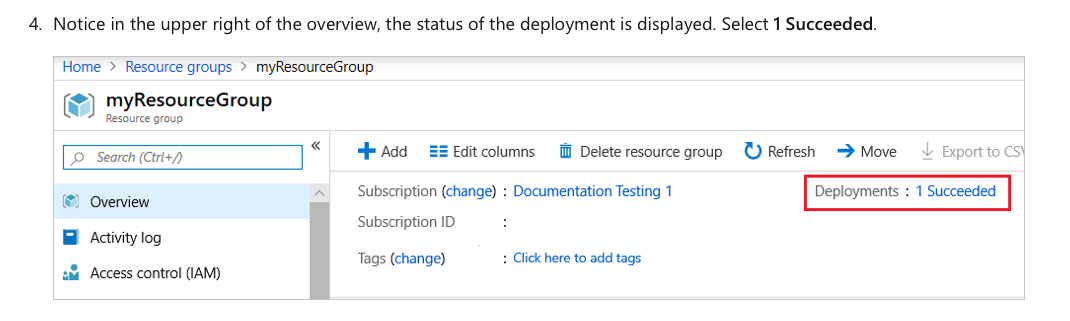 4. Notice in the upper right of the overview, the status of the deployment is displayed. Select 1 Succeeded.
Home > Resource groups > myResourceGroup
myResourceGroup
Resource group
Search (Ctrl+/)
«
Overview
Activity log
Access control (IAM)
Add Edit columns Delete resource group Refresh Move Export to CSV
Subscription (change) : Documentation Testing 1
Deployments : 1 Succeeded
Subscription ID :
Tags (change) : Click here to add tags